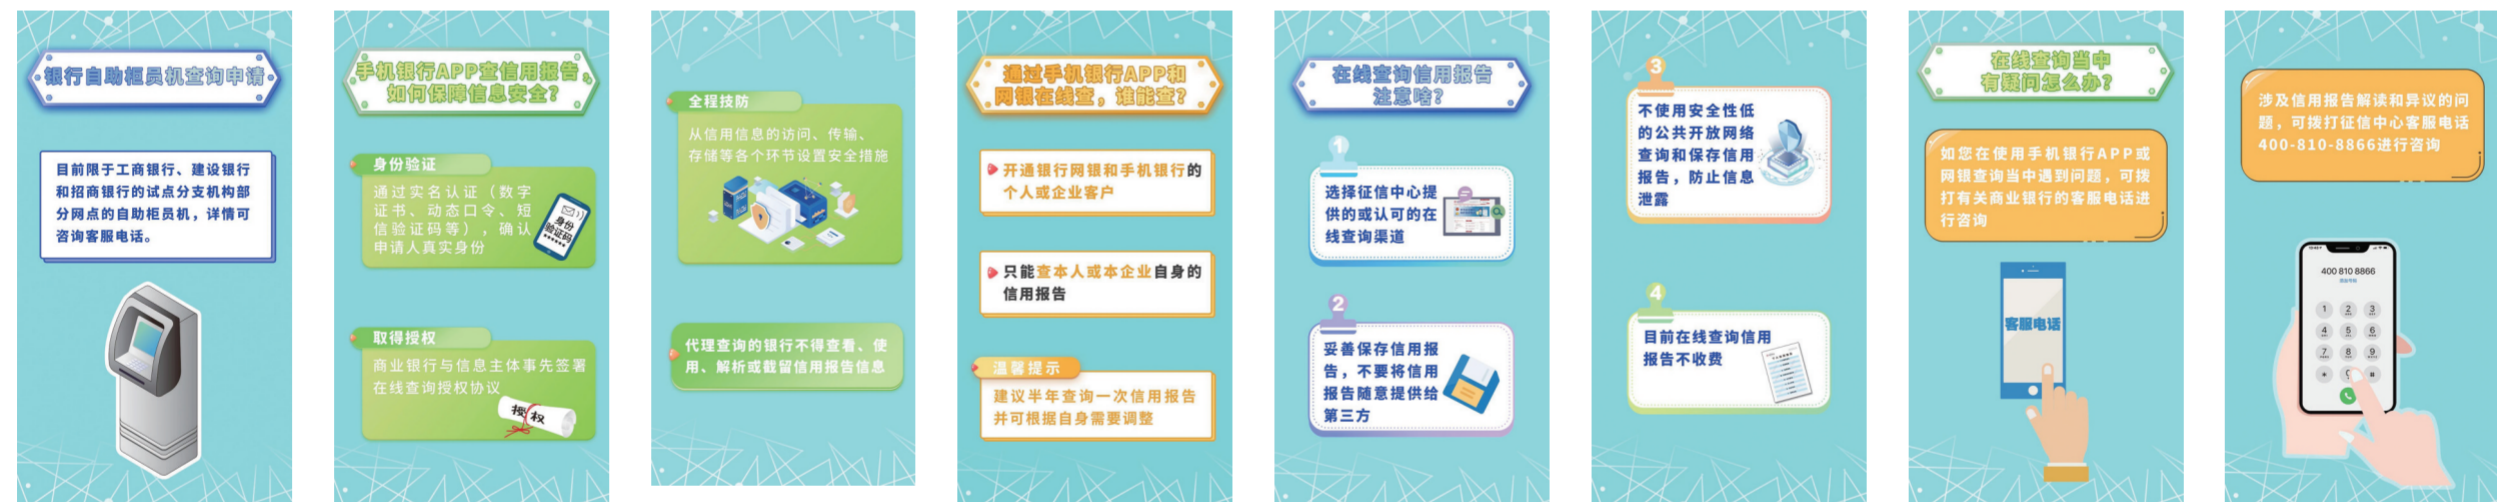 银行自助柜员机查询申请
目前限于工商银行、建设银行
和招商银行的试点分支机构部
分网点的自助柜员机，详情可
咨询客服电话。
手机银行APP查信用报告，
如何保障信息安全？
身份验证
通过实名认证（数字
证书、动态口令、短
信验证码等），确认
申请人真实身份
身份
验证码
******
取得授权
商业银行与信息主体事先签署
在线查询授权协议
授权
全程技防
从信用信息的访问、传输、
存储等各个环节设置安全措施
代理查询的银行不得查看、使
用、解析或截留信用报告信息
通过手机银行APP和
网银在线查，谁能查？
开通银行网银和手机银行的
个人或企业客户
只能查本人或本企业自身的
信用报告
温馨提示
建议半年查询一次信用报告
并可根据自身需要调整
在线查询信用报告
注意啥？
1
选择征信中心提
供的或认可的在
线查询渠道
2
妥善保存信用报
告，不要将信用
报告随意提供给
第三方
3
不使用安全性低
的公共开放网络
查询和保存信用
报告，防止信息
泄露
4
目前在线查询信用
报告不收费
在线查询当中
有疑问怎么办？
如您在使用手机银行APP或
网银查询当中遇到问题，可拨
打有关商业银行的客服电话进
行咨询
客服电话
涉及信用报告解读和异议的问
题，可拨打征信中心客服电话
400-810-8866进行咨询
400 810 8866
1 2 3
4 5 6
7 8 9
* 0 #